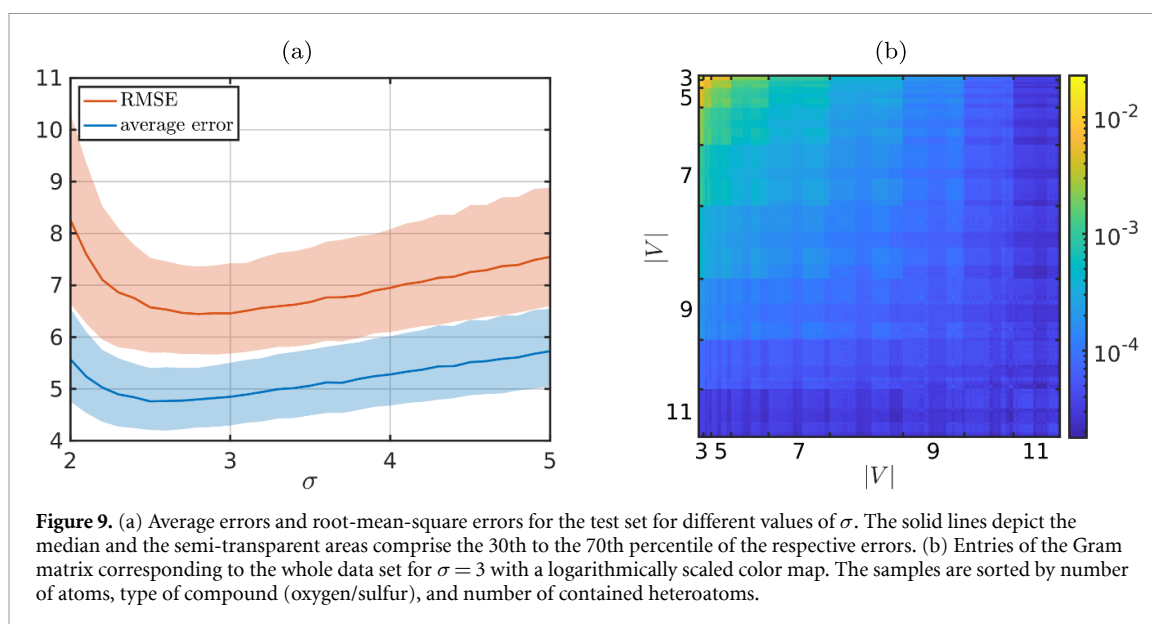 (a)
(b)
11
10
9
8
7
6
5
4
RMSE
average error
2
3
4
5
σ
3
5
7
9
11
|V|
3 5 7 9 11
|V|
10⁻²
10⁻³
10⁻⁴
Figure 9. (a) Average errors and root-mean-square errors for the test set for different values of σ. The solid lines depict the
median and the semi-transparent areas comprise the 30th to the 70th percentile of the respective errors. (b) Entries of the Gram
matrix corresponding to the whole data set for σ = 3 with a logarithmically scaled color map. The samples are sorted by number
of atoms, type of compound (oxygen/sulfur), and number of contained heteroatoms.